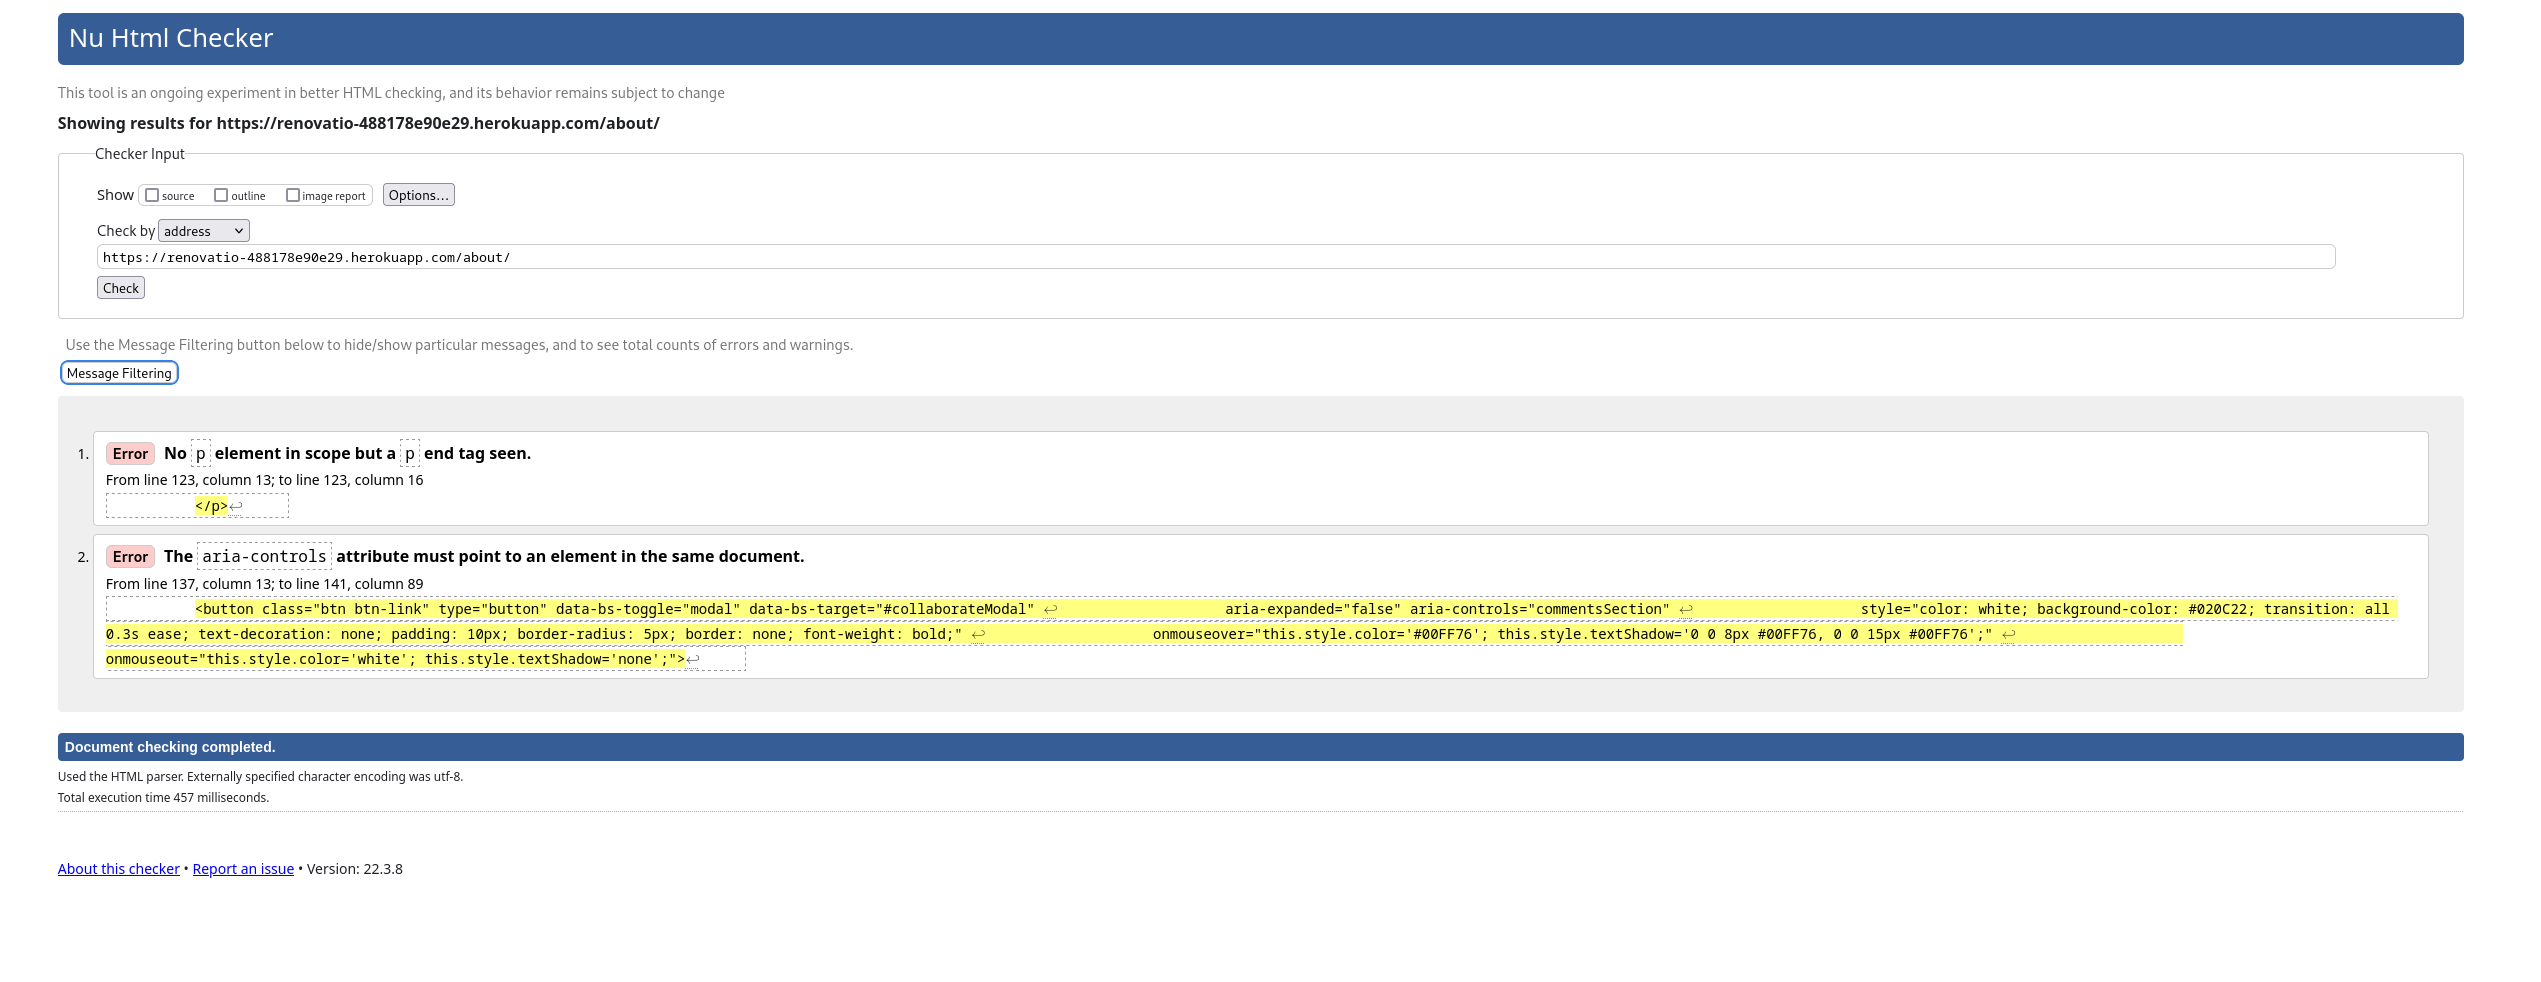 Nu Html Checker
This tool is an ongoing experiment in better HTML checking, and its behavior remains subject to change
Showing results for https://renovatio-488178e90e29.herokuapp.com/about/
Checker Input
Show source outline image report Options...
Check by address
https://renovatio-488178e90e29.herokuapp.com/about/
Check
Use the Message Filtering button below to hide/show particular messages, and to see total counts of errors and warnings.
Message Filtering
1. Error No p element in scope but a p end tag seen.
From line 123, column 13; to line 123, column 16
</p>↩
2. Error The aria-controls attribute must point to an element in the same document.
From line 137, column 13; to line 141, column 89
<button class="btn btn-link" type="button" data-bs-toggle="modal" data-bs-target="#collaborateModal" ↩ aria-expanded="false" aria-controls="commentsSection" ↩ style="color: white; background-color: #020C22; transition: all
0.3s ease; text-decoration: none; padding: 10px; border-radius: 5px; border: none; font-weight: bold;" ↩ onmouseover="this.style.color='#00FF76'; this.style.textShadow='0 0 8px #00FF76, 0 0 15px #00FF76';" ↩
onmouseout="this.style.color='white'; this.style.textShadow='none';">↩
Document checking completed.
Used the HTML parser. Externally specified character encoding was utf-8.
Total execution time 457 milliseconds.
About this checker • Report an issue • Version: 22.3.8